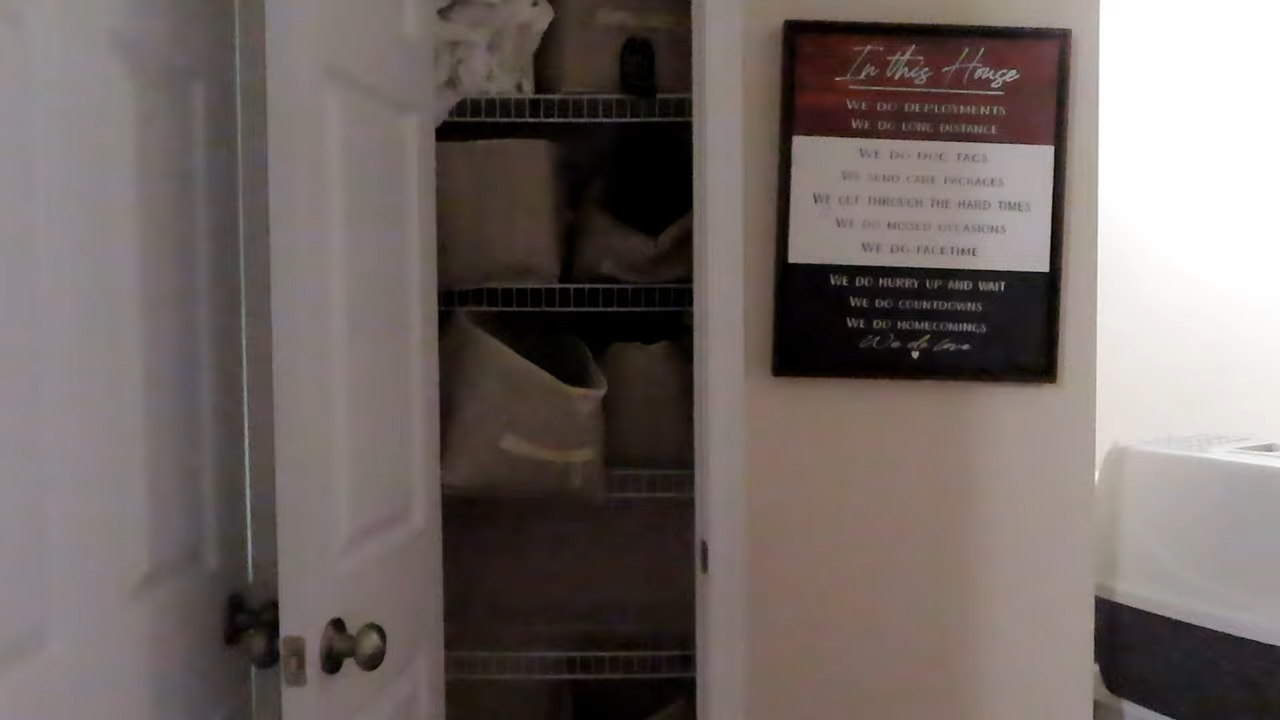 In this House
WE DO DEPLOYMENTS
WE DO LONG DISTANCE
WE DO DOG TAGS
WE SEND CARE PACKAGES
WE GET THROUGH THE HARD TIMES
WE DO MISSED OCCASIONS
WE DO FACETIME
WE DO HURRY UP AND WAIT
WE DO COUNTDOWNS
WE DO HOMECOMINGS
We do love